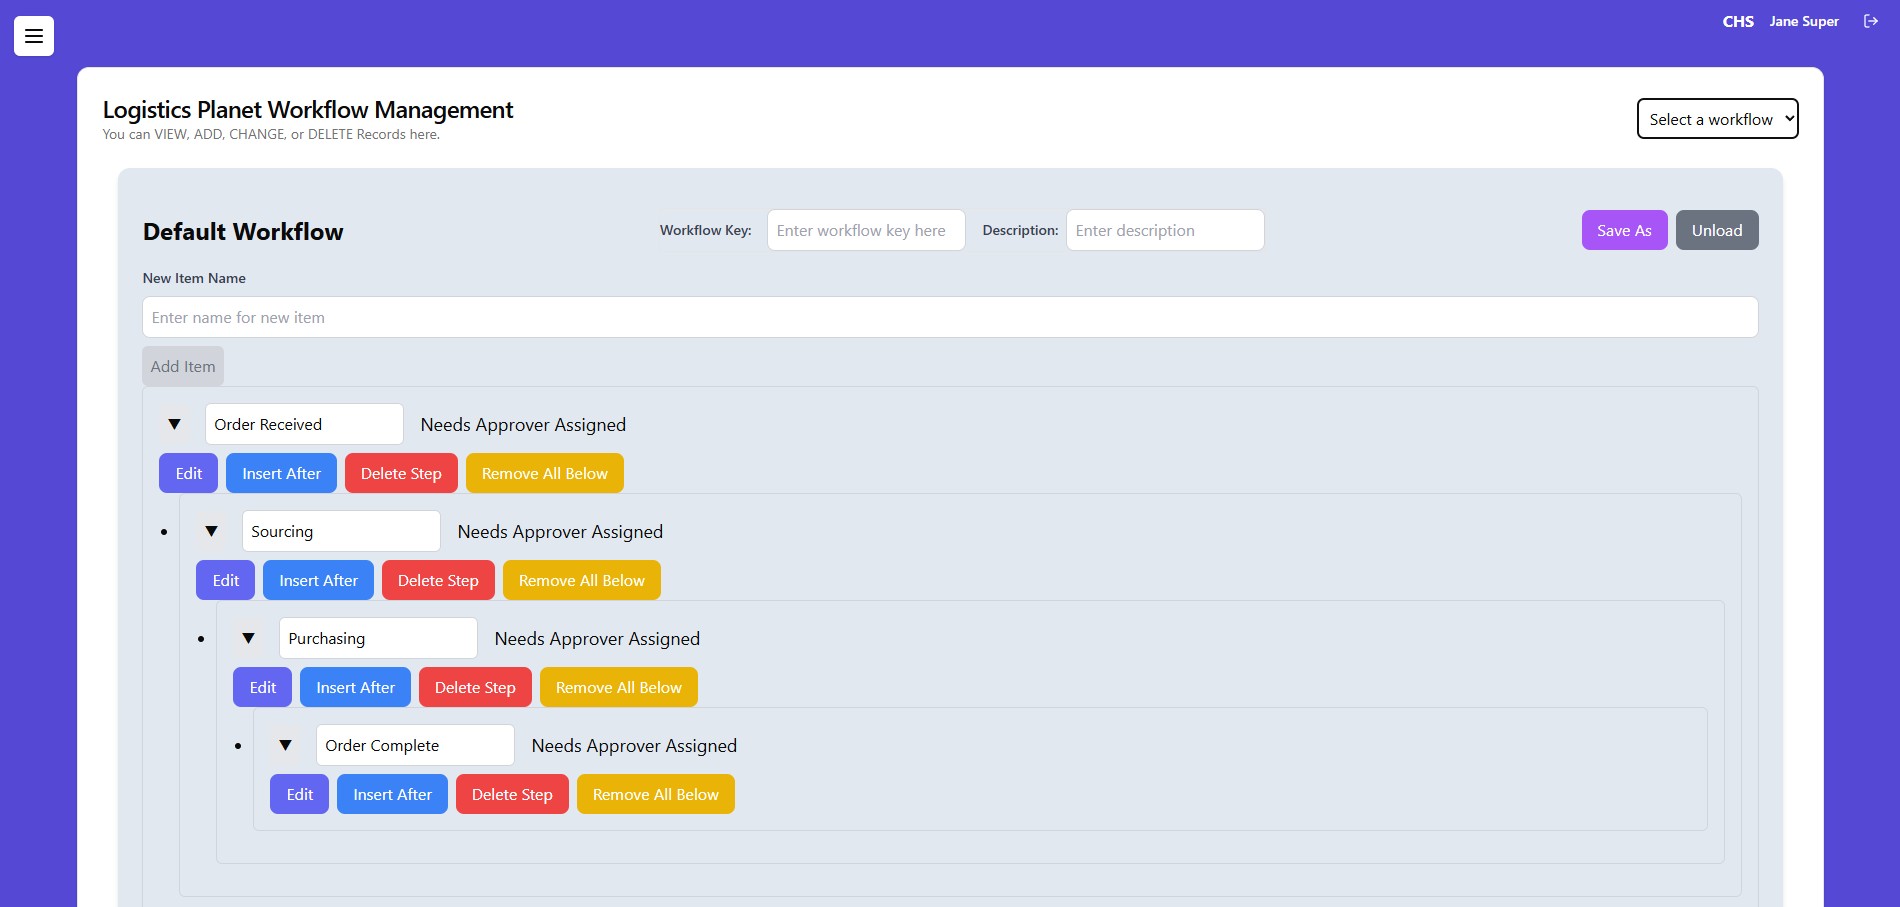 CHS Jane Super
Logistics Planet Workflow Management
You can VIEW, ADD, CHANGE, or DELETE Records here.
Select a workflow
Default Workflow
Workflow Key: Enter workflow key here Description: Enter description
Save As Unload
New Item Name
Enter name for new item
Add Item
Order Received Needs Approver Assigned
Edit Insert After Delete Step Remove All Below
Sourcing Needs Approver Assigned
Edit Insert After Delete Step Remove All Below
Purchasing Needs Approver Assigned
Edit Insert After Delete Step Remove All Below
Order Complete Needs Approver Assigned
Edit Insert After Delete Step Remove All Below